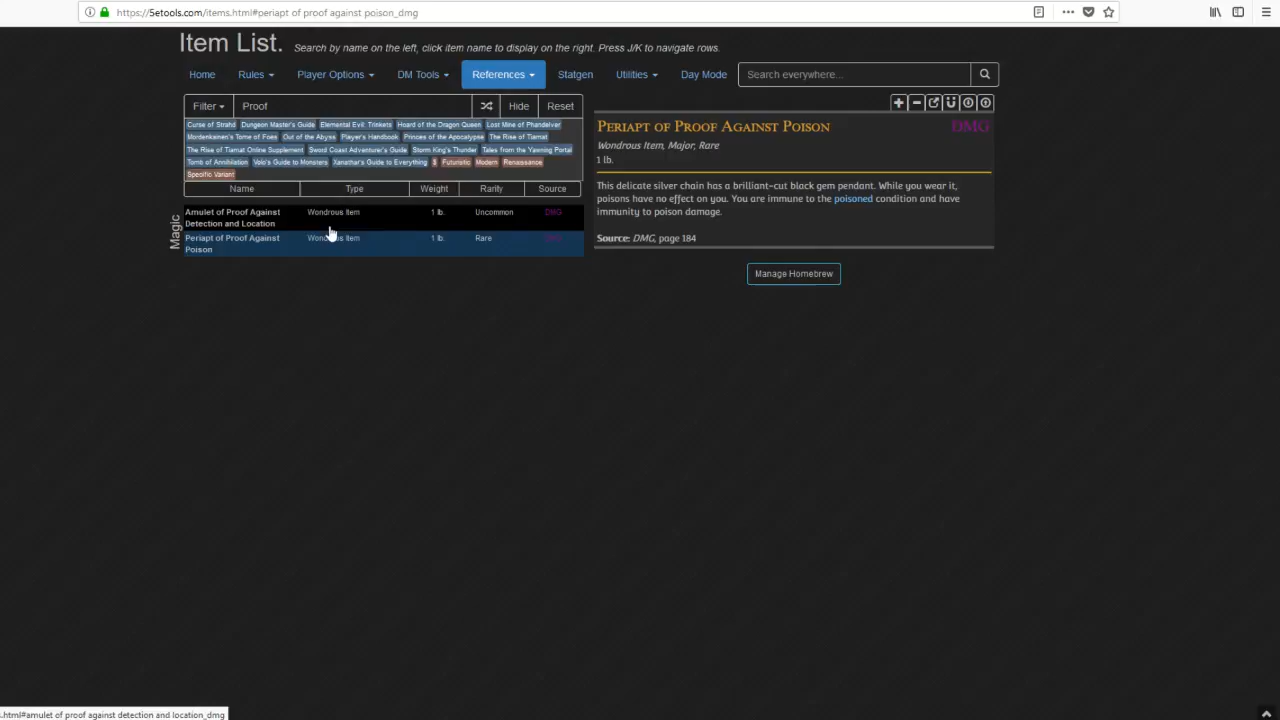 https://5etools.com/items.html#periapt of proof against poison_dmg
Item List. Search by name on the left, click item name to display on the right. Press J/K to navigate rows.
Home Rules Player Options DM Tools References Statgen Utilities Day Mode Search everywhere...
Filter Proof Hide Reset
Curse of Strahd Dungeon Master's Guide Elemental Evil: Trinkets Hoard of the Dragon Queen Lost Mine of Phandelver
Mordenkainen's Tome of Foes Out of the Abyss Player's Handbook Princes of the Apocalypse The Rise of Tiamat
The Rise of Tiamat Online Supplement Sword Coast Adventurer's Guide Storm King's Thunder Tales from the Yawning Portal
Tomb of Annihilation Volo's Guide to Monsters Xanathar's Guide to Everything $ Futuristic Modern Renaissance
Specific Variant
Name Type Weight Rarity Source
Magic
Amulet of Proof Against Wondrous Item 1 lb. Uncommon DMG
Detection and Location
Periapt of Proof Against Wondrous Item 1 lb. Rare DMG
Poison
Periapt of Proof Against Poison DMG
Wondrous Item, Major, Rare
1 lb.
This delicate silver chain has a brilliant-cut black gem pendant. While you wear it,
poisons have no effect on you. You are immune to the poisoned condition and have
immunity to poison damage.
Source: DMG, page 184
Manage Homebrew
s.html#amulet of proof against detection and location_dmg